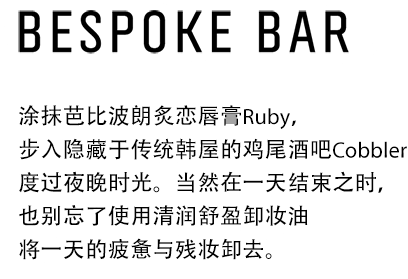 BESPOKE BAR
涂抹芭比波朗炙恋唇膏Ruby,
步入隐藏于传统韩屋的鸡尾酒吧Cobbler
度过夜晚时光。当然在一天结束之时,
也别忘了使用清润舒盈卸妆油
将一天的疲惫与残妆卸去。